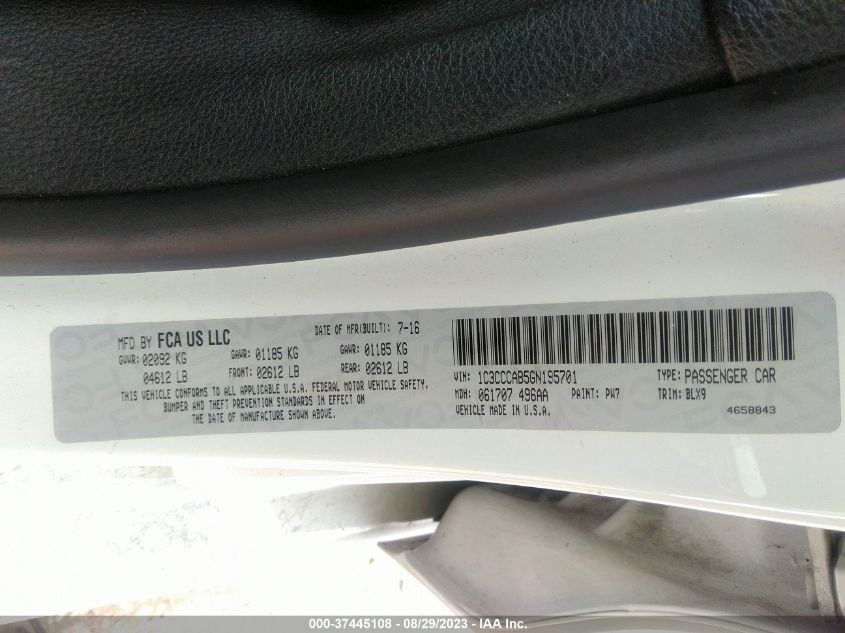 MFD BY FCA US LLC
DATE OF MFR(BUILT): 7-16
GVWR: 02092 KG
GAWR: 01185 KG
GAWR: 01185 KG
04612 LB
FRONT: 02612 LB
REAR: 02612 LB
THIS VEHICLE CONFORMS TO ALL APPLICABLE U.S.A. FEDERAL MOTOR VEHICLE SAFETY,
BUMPER AND THEFT PREVENTION STANDARDS IN EFFECT ON
THE DATE OF MANUFACTURE SHOWN ABOVE.
VIN: 1C3CCCAB5GN195701
TYPE: PASSENGER CAR
MDH: 061707 496AA
PAINT: PW7
TRIM: BLX9
VEHICLE MADE IN U.S.A.
4658843
000-37445108 - 08/29/2023 - IAA Inc.